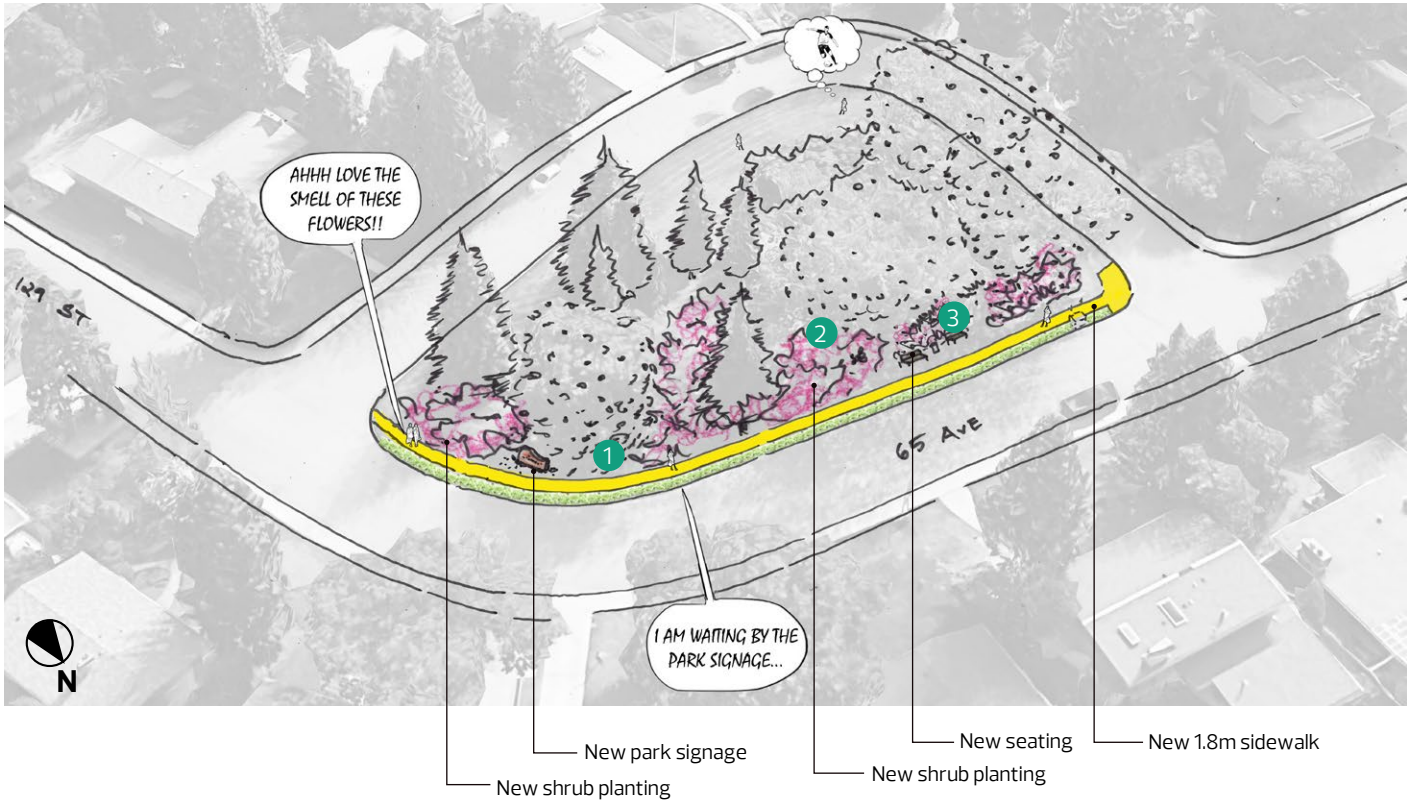 AHHH LOVE THE
SMELL OF THESE
FLOWERS!!
129 ST
2
3
1
65 AVE
I AM WAITING BY THE
PARK SIGNAGE...
N
New seating
New 1.8m sidewalk
New park signage
New shrub planting
New shrub planting